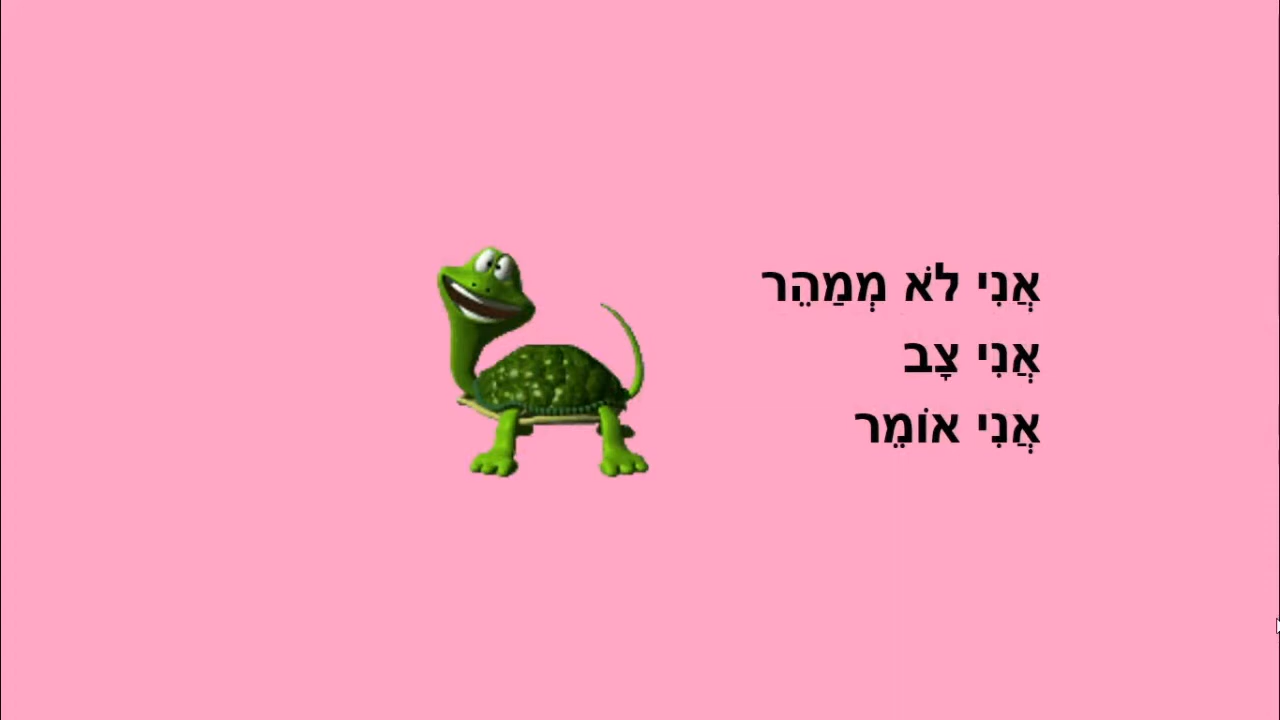 אֲנִי לֹא מְמַהֵר
אֲנִי צָב
אֲנִי אוֹמֵר